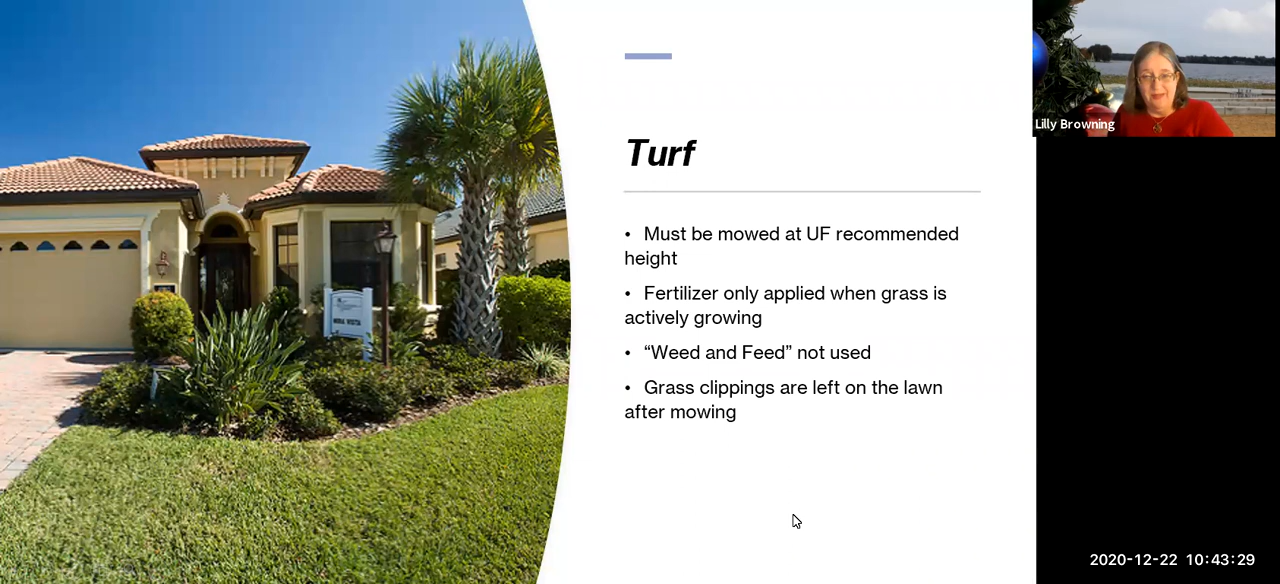 Turf
• Must be mowed at UF recommended
height
• Fertilizer only applied when grass is
actively growing
• “Weed and Feed” not used
• Grass clippings are left on the lawn
after mowing
Lilly Browning
2020-12-22 10:43:29